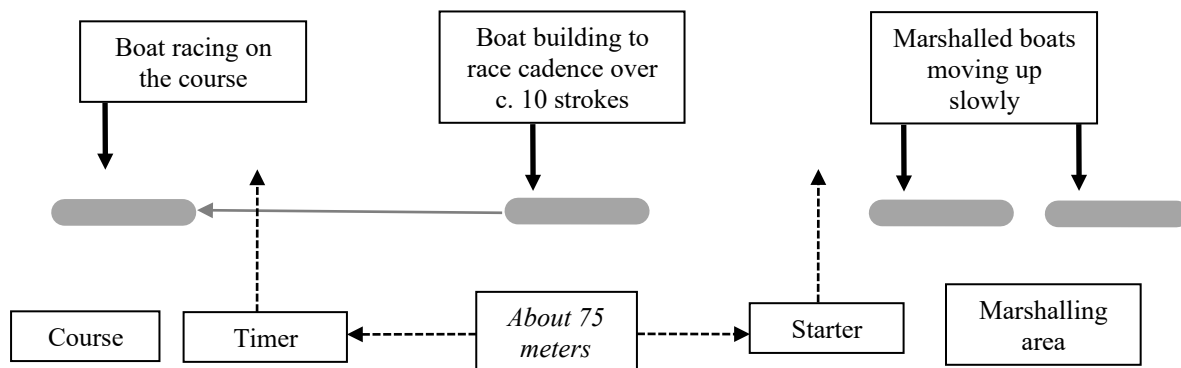 Boat racing on
the course
Boat building to
race cadence over
c. 10 strokes
Marshalled boats
moving up
slowly
Course
Timer
About 75
meters
Starter
Marshalling
area